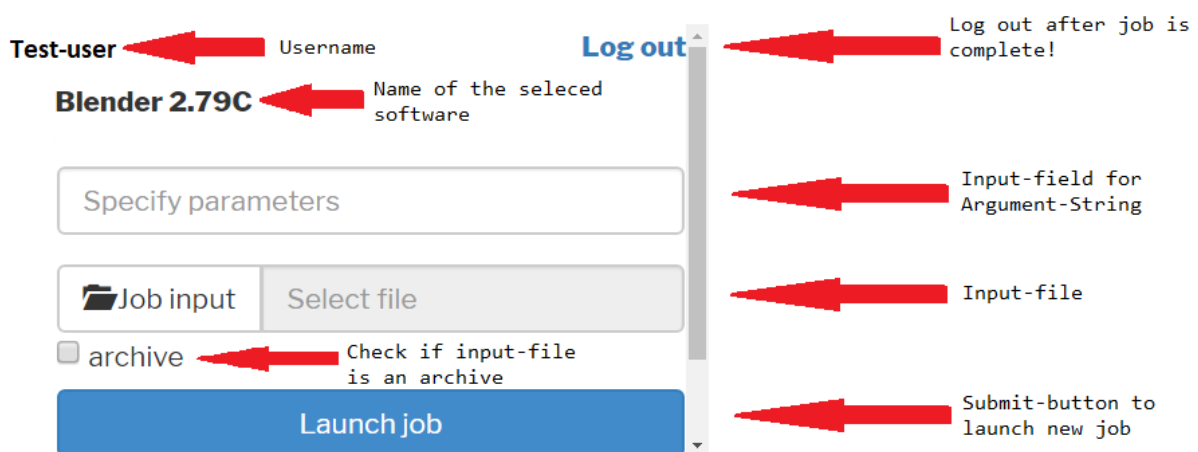 Test-user
Username
Log out
Log out after job is
complete!
Blender 2.79C
Name of the seleced
software
Specify parameters
Input-field for
Argument-String
Job input
Select file
Input-file
archive
Check if input-file
is an archive
Launch job
Submit-button to
launch new job